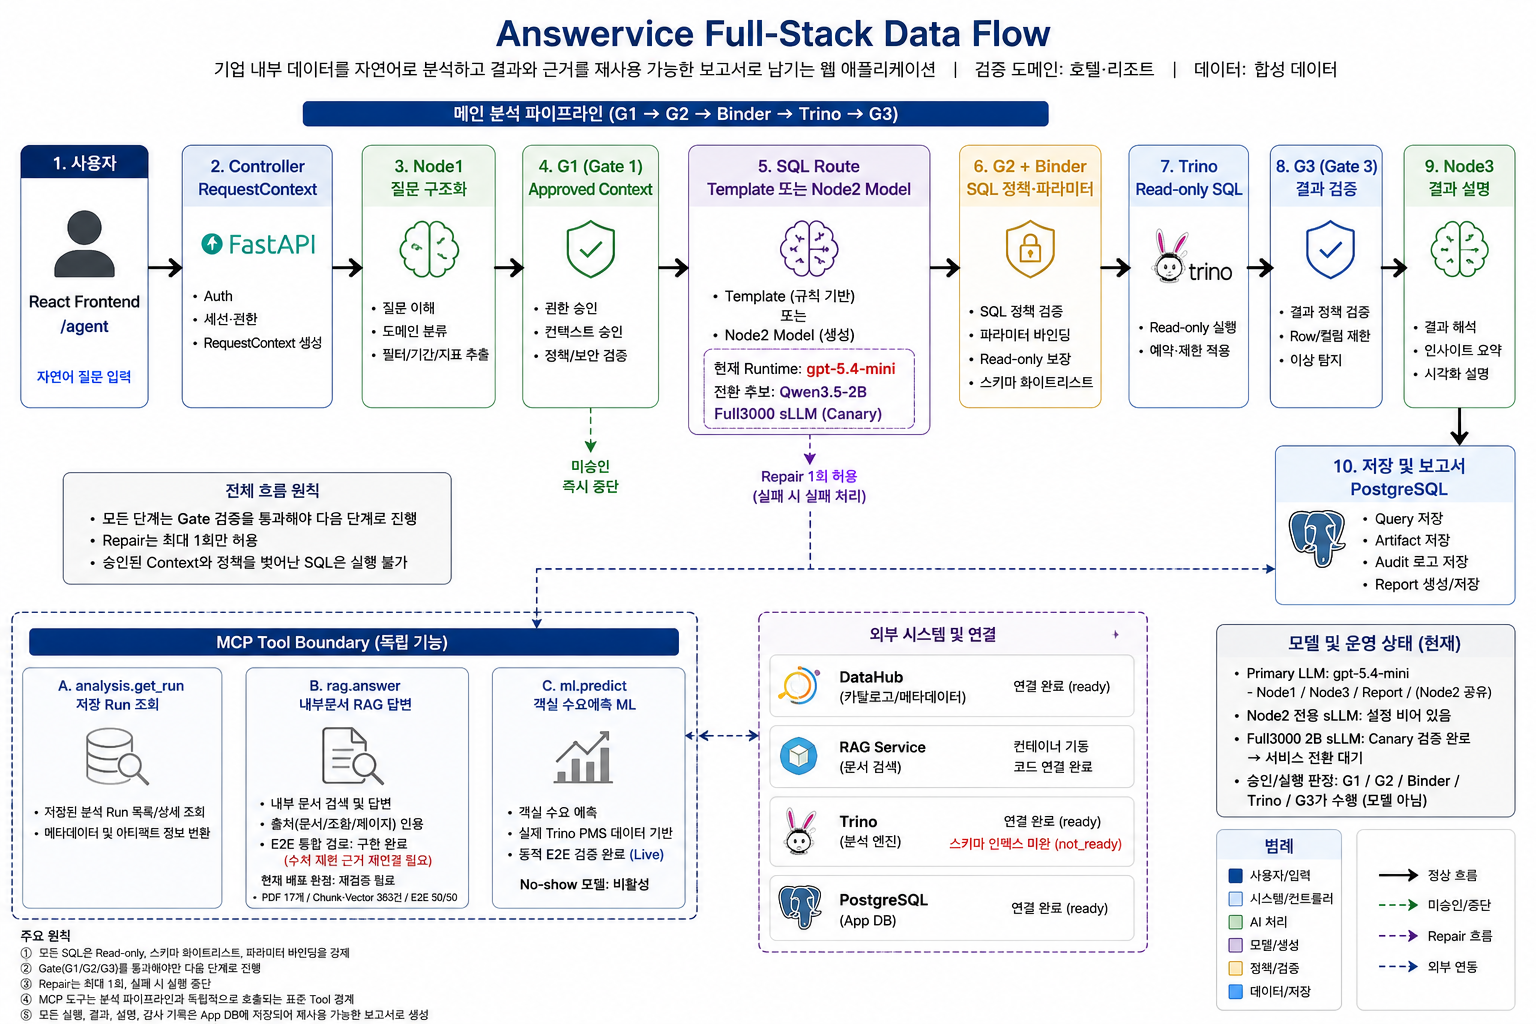 Answervice Full-Stack Data Flow
기업 내부 데이터를 자연어로 분석하고 결과와 근거를 재사용 가능한 보고서로 남기는 웹 애플리케이션 | 검증 도메인: 호텔·리조트 | 데이터: 합성 데이터
메인 분석 파이프라인 (G1 → G2 → Binder → Trino → G3)
1. 사용자
React Frontend
/agent
자연어 질문 입력
2. Controller
RequestContext
FastAPI
• Auth
• 세션·권한
• RequestContext 생성
3. Node1
질문 구조화
• 질문 이해
• 도메인 분류
• 필터/기간/지표 추출
4. G1 (Gate 1)
Approved Context
• 권한 승인
• 컨텍스트 승인
• 정책/보안 검증
미승인
즉시 중단
5. SQL Route
Template 또는 Node2 Model
• Template (규칙 기반)
또는
• Node2 Model (생성)
현재 Runtime: gpt-5.4-mini
전환 후보: Qwen3.5-2B
Full3000 sLLM (Canary)
Repair 1회 허용
(실패 시 실패 처리)
6. G2 + Binder
SQL 정책·파라미터
• SQL 정책 검증
• 파라미터 바인딩
• Read-only 보장
• 스키마 화이트리스트
7. Trino
Read-only SQL
trino
• Read-only 실행
• 예약·제한 적용
8. G3 (Gate 3)
결과 검증
• 결과 정책 검증
• Row/컬럼 제한
• 이상 탐지
9. Node3
결과 설명
• 결과 해석
• 인사이트 요약
• 시각화 설명
10. 저장 및 보고서
PostgreSQL
• Query 저장
• Artifact 저장
• Audit 로고 저장
• Report 생성/저장
전체 흐름 원칙
• 모든 단계는 Gate 검증을 통과해야 다음 단계로 진행
• Repair는 최대 1회만 허용
• 승인된 Context와 정책을 벗어난 SQL은 실행 불가
MCP Tool Boundary (독립 기능)
A. analysis.get_run
저장 Run 조회
• 저장된 분석 Run 목록/상세 조회
• 메타데이터 및 아티팩트 정보 반환
B. rag.answer
내부문서 RAG 답변
• 내부 문서 검색 및 답변
• 출처(문서/조환/페이지) 인용
• E2E 통합 검로: 구한 완료
(수처 재현 근거 재연결 필요)
현재 배포 완점: 재검증 필료
• PDF 17개 / Chunk-Vector 363건 / E2E 50/50
C. ml.predict
객실 수요예측 ML
• 객실 수요 예측
• 실제 Trino PMS 데이터 기반
• 동적 E2E 검증 완료 (Live)
No-show 모델: 비활성
외부 시스템 및 연결
DataHub
(카탈로그/메타데이터)
연결 완료 (ready)
RAG Service
(문서 검색)
컨테이너 기동
코드 연결 완료
Trino
(분석 엔진)
연결 완료 (ready)
스키마 인덱스 미완 (not_ready)
PostgreSQL
(App DB)
연결 완료 (ready)
모델 및 운영 상태 (현재)
• Primary LLM: gpt-5.4-mini
- Node1 / Node3 / Report / (Node2 공유)
• Node2 전용 sLLM: 설정 비어 있음
• Full3000 2B sLLM: Canary 검증 완료
→ 서비스 전환 대기
• 승인/실행 판정: G1 / G2 / Binder /
Trino / G3가 수행 (모델 아님)
범례
사용자/입력
시스템/컨트롤러
AI 처리
모델/생성
정책/검증
데이터/저장
정상 흐름
미승인/중단
Repair 흐름
외부 연동
주요 원칙
① 모든 SQL은 Read-only, 스키마 화이트리스트, 파라미터 바인딩을 강제
② Gate(G1/G2/G3)를 통과해야만 다음 단계로 진행
③ Repair는 최대 1회, 실패 시 실행 중단
④ MCP 도구는 분석 파이프라인과 독립적으로 호출되는 표준 Tool 경계
⑤ 모든 실행, 결과, 설명, 감사 기록은 App DB에 저장되어 재사용 가능한 보고서로 생성